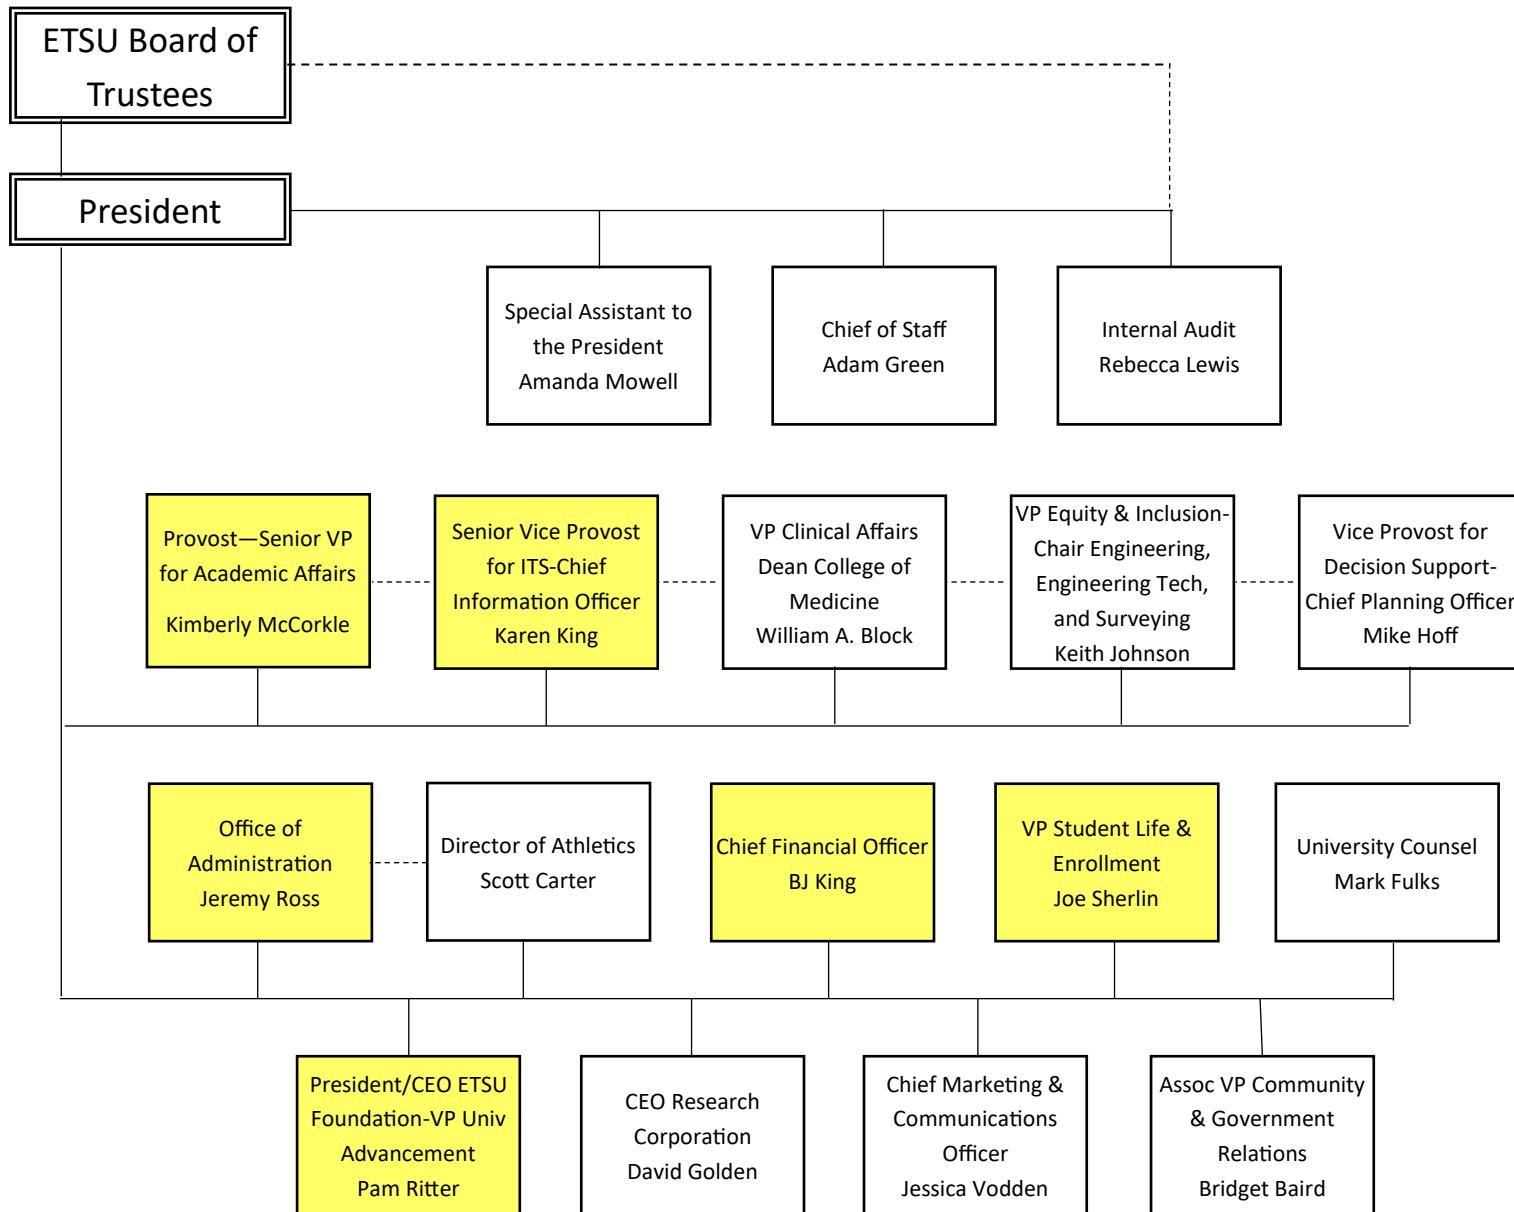 ETSU Board of
Trustees
President
Special Assistant to
the President
Amanda Mowell
Chief of Staff
Adam Green
Internal Audit
Rebecca Lewis
Provost—Senior VP
for Academic Affairs
Kimberly McCorkle
Senior Vice Provost
for ITS-Chief
Information Officer
Karen King
VP Clinical Affairs
Dean College of
Medicine
William A. Block
VP Equity & Inclusion-
Chair Engineering,
Engineering Tech,
and Surveying
Keith Johnson
Vice Provost for
Decision Support-
Chief Planning Officer
Mike Hoff
Office of
Administration
Jeremy Ross
Director of Athletics
Scott Carter
Chief Financial Officer
BJ King
VP Student Life &
Enrollment
Joe Sherlin
University Counsel
Mark Fulks
President/CEO ETSU
Foundation-VP Univ
Advancement
Pam Ritter
CEO Research
Corporation
David Golden
Chief Marketing &
Communications
Officer
Jessica Vodden
Assoc VP Community
& Government
Relations
Bridget Baird